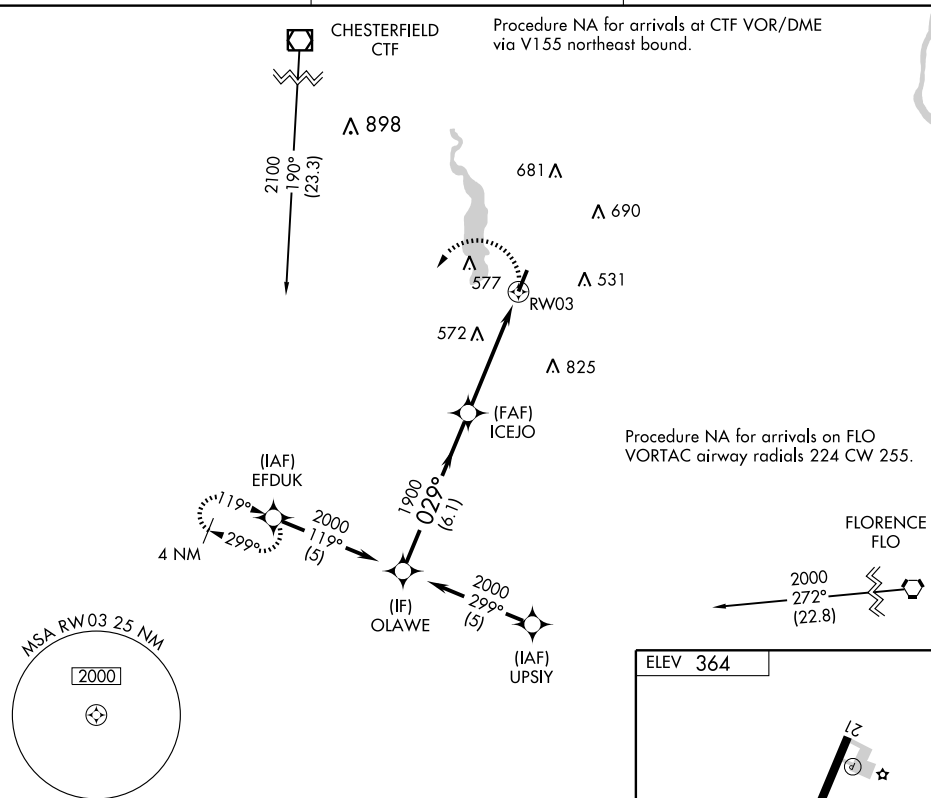 CHESTERFIELD
CTF
Procedure NA for arrivals at CTF VOR/DME
via V155 northeast bound.
2100
190°
(23.3)
898
681
690
577
531
RW03
572
825
(FAF)
ICEJO
Procedure NA for arrivals on FLO
VORTAC airway radials 224 CW 255.
(IAF)
EFDUK
119°
299°
4 NM
2000
119°
(5)
1900
029°
(6.1)
(IF)
OLAWE
2000
299°
(5)
(IAF)
UPSIY
FLORENCE
FLO
2000
272°
(22.8)
MSA RW03 25 NM
2000
ELEV 364
21
P